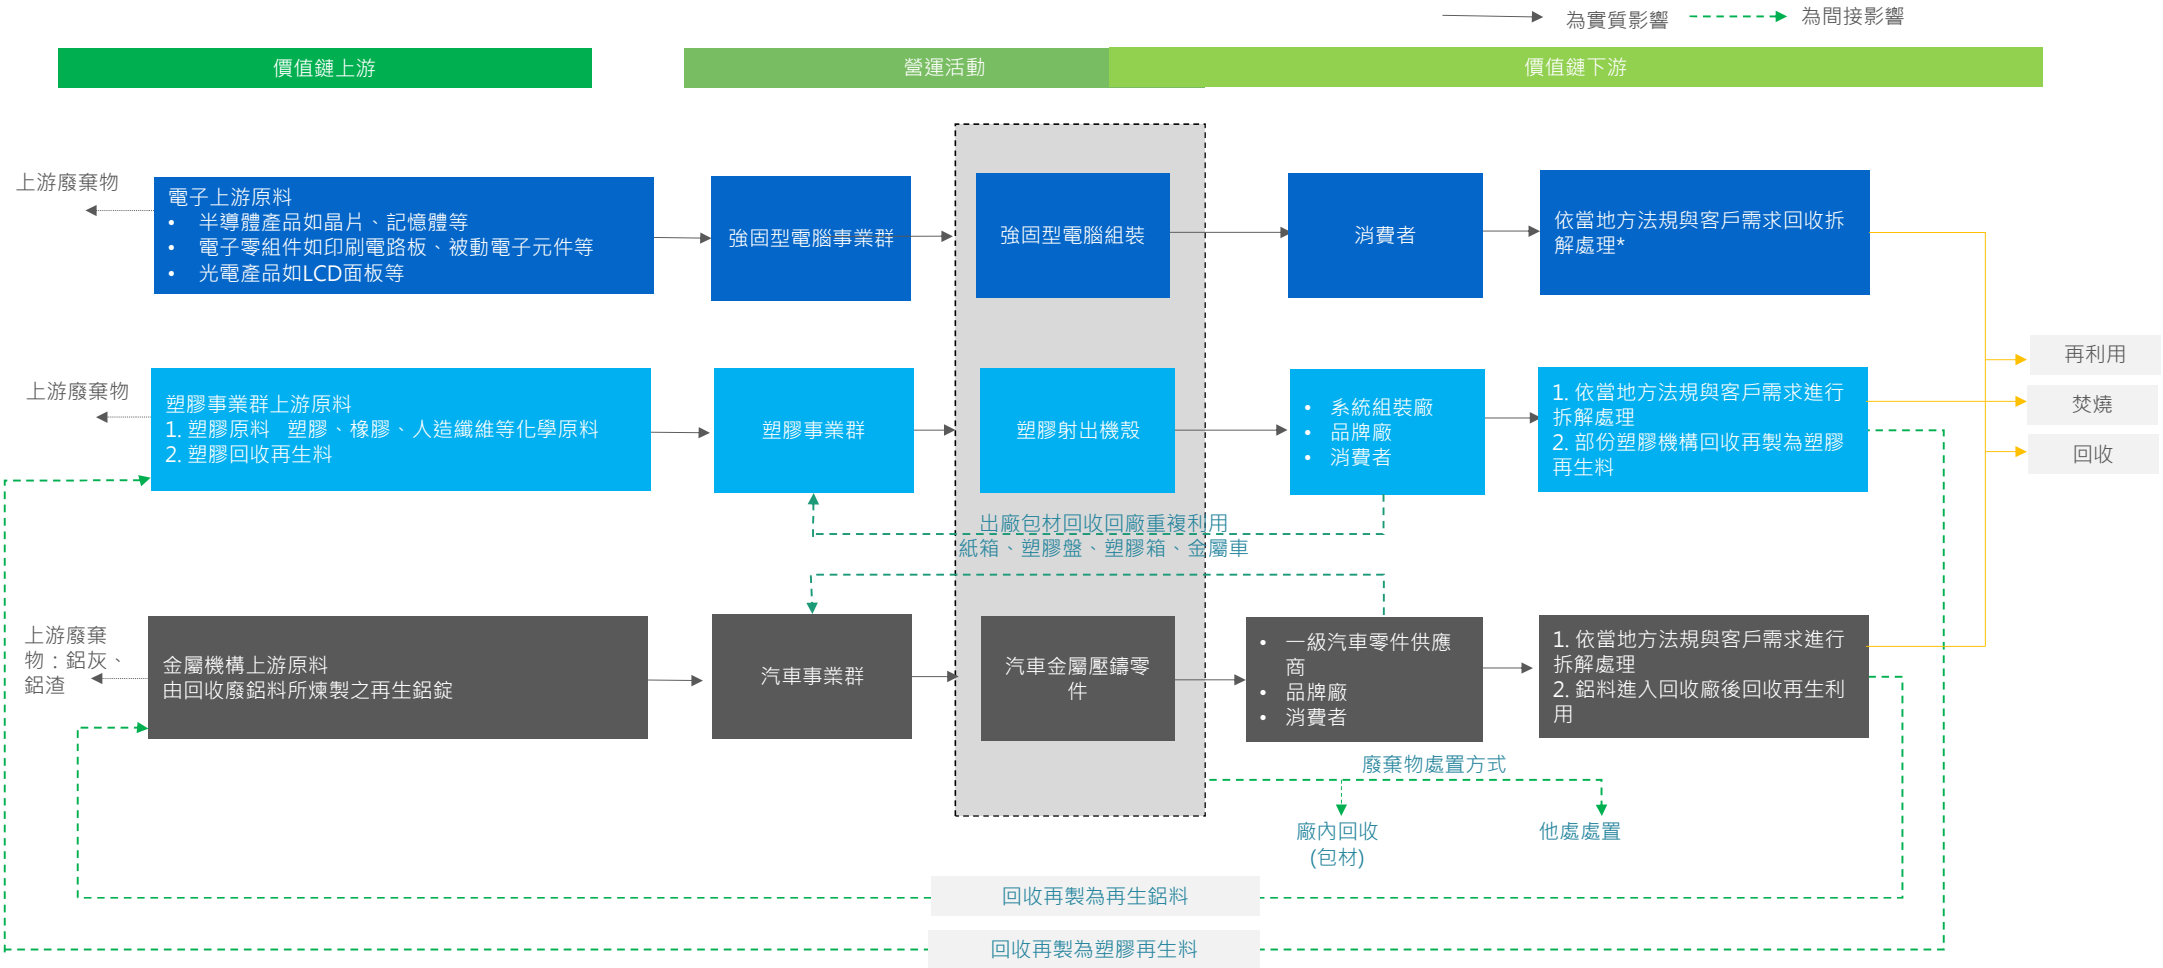 為實質影響
為間接影響
價值鏈上游
營運活動
價值鏈下游
上游廢棄物
電子上游原料
• 半導體產品如晶片、記憶體等
• 電子零組件如印刷電路板、被動電子元件等
• 光電產品如LCD面板等
強固型電腦事業群
強固型電腦組裝
消費者
依當地方法規與客戶需求回收拆
解處理*
上游廢棄物
塑膠事業群上游原料
1. 塑膠原料 塑膠、橡膠、人造纖維等化學原料
2. 塑膠回收再生料
塑膠事業群
塑膠射出機殼
• 系統組裝廠
• 品牌廠
• 消費者
1. 依當地方法規與客戶需求進行
拆解處理
2. 部份塑膠機構回收再製為塑膠
再生料
再利用
焚燒
回收
出廠包材回收回廠重複利用
紙箱、塑膠盤、塑膠箱、金屬車
上游廢棄
物：鋁灰、
鋁渣
金屬機構上游原料
由回收廢鋁料所煉製之再生鋁錠
汽車事業群
汽車金屬壓鑄零
件
• 一級汽車零件供應
商
• 品牌廠
• 消費者
1. 依當地方法規與客戶需求進行
拆解處理
2. 鋁料進入回收廠後回收再生利
用
廢棄物處置方式
廠內回收
(包材)
他處處置
回收再製為再生鋁料
回收再製為塑膠再生料